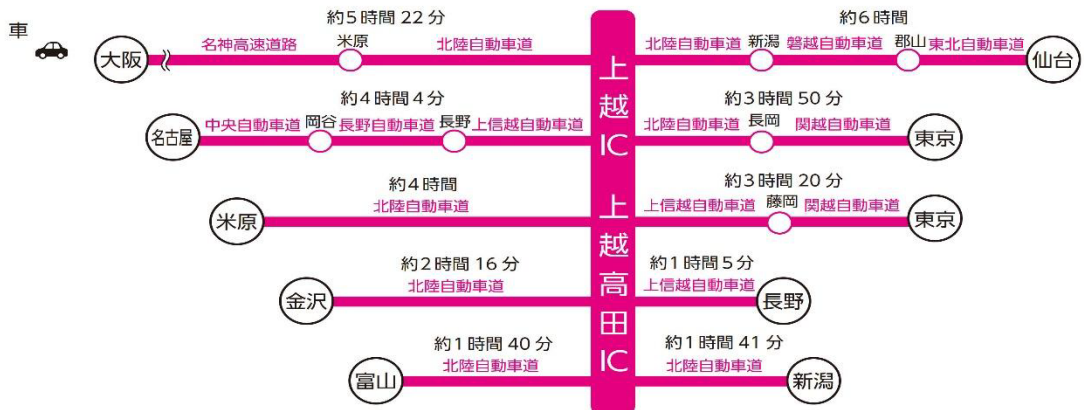 車
約5時間22分
大阪 名神高速道路 米原 北陸自動車道
約4時間4分
名古屋 中央自動車道 岡谷 長野自動車道 長野 上信越自動車道
約4時間
米原 北陸自動車道
約2時間16分
金沢 北陸自動車道
約1時間40分
富山 北陸自動車道
上越IC 上越高田IC
約6時間
北陸自動車道 新潟 磐越自動車道 郡山 東北自動車道 仙台
約3時間50分
北陸自動車道 長岡 関越自動車道 東京
約3時間20分
上信越自動車道 藤岡 関越自動車道 東京
約1時間5分
上信越自動車道 長野
約1時間41分
北陸自動車道 新潟